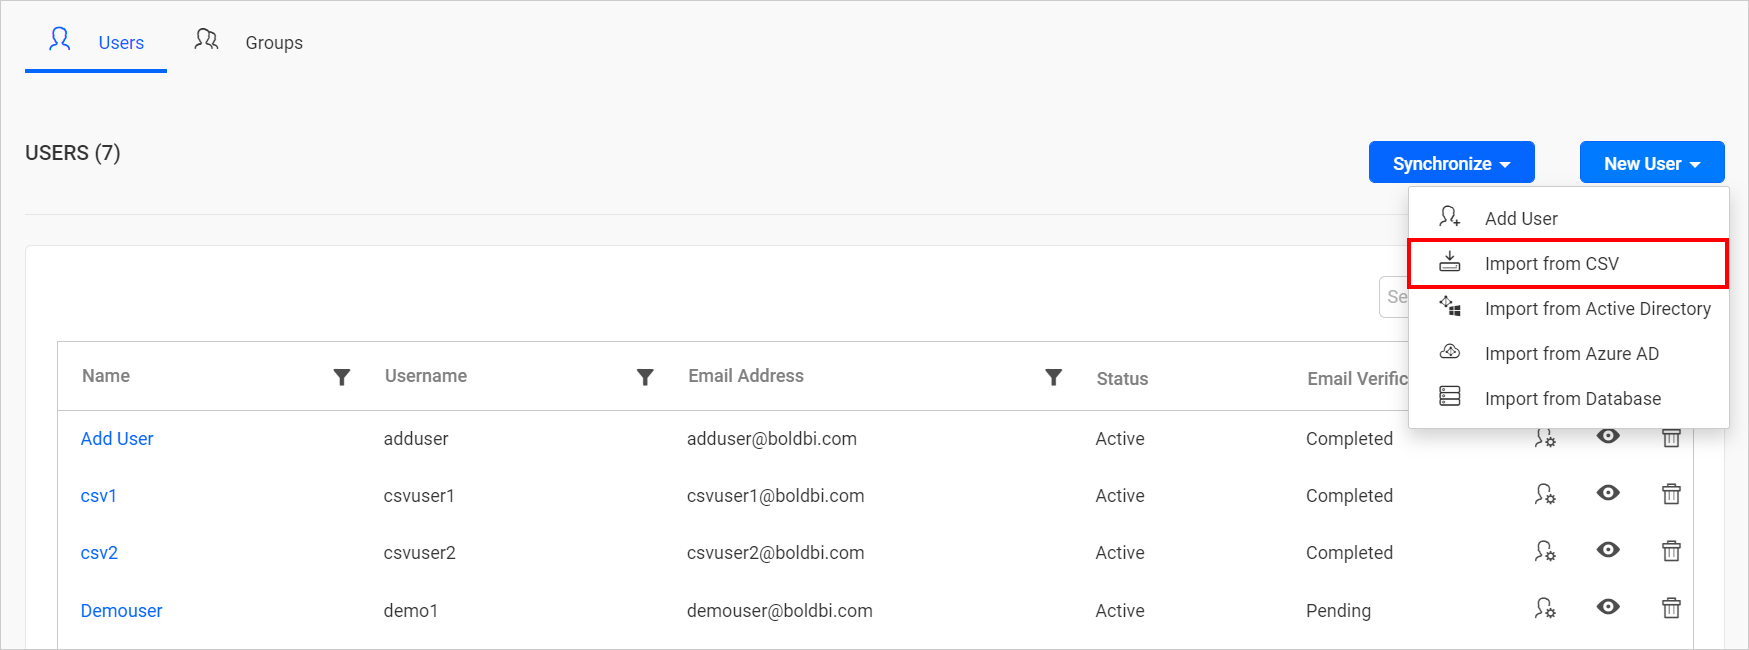 Users Groups
USERS (7)
Synchronize New User
Add User
Import from CSV
Se
Import from Active Directory
Import from Azure AD
Import from Database
Name Username Email Address Status Email Verific
Add User adduser adduser@boldbi.com Active Completed
csv1 csvuser1 csvuser1@boldbi.com Active Completed
csv2 csvuser2 csvuser2@boldbi.com Active Completed
Demouser demo1 demouser@boldbi.com Active Pending